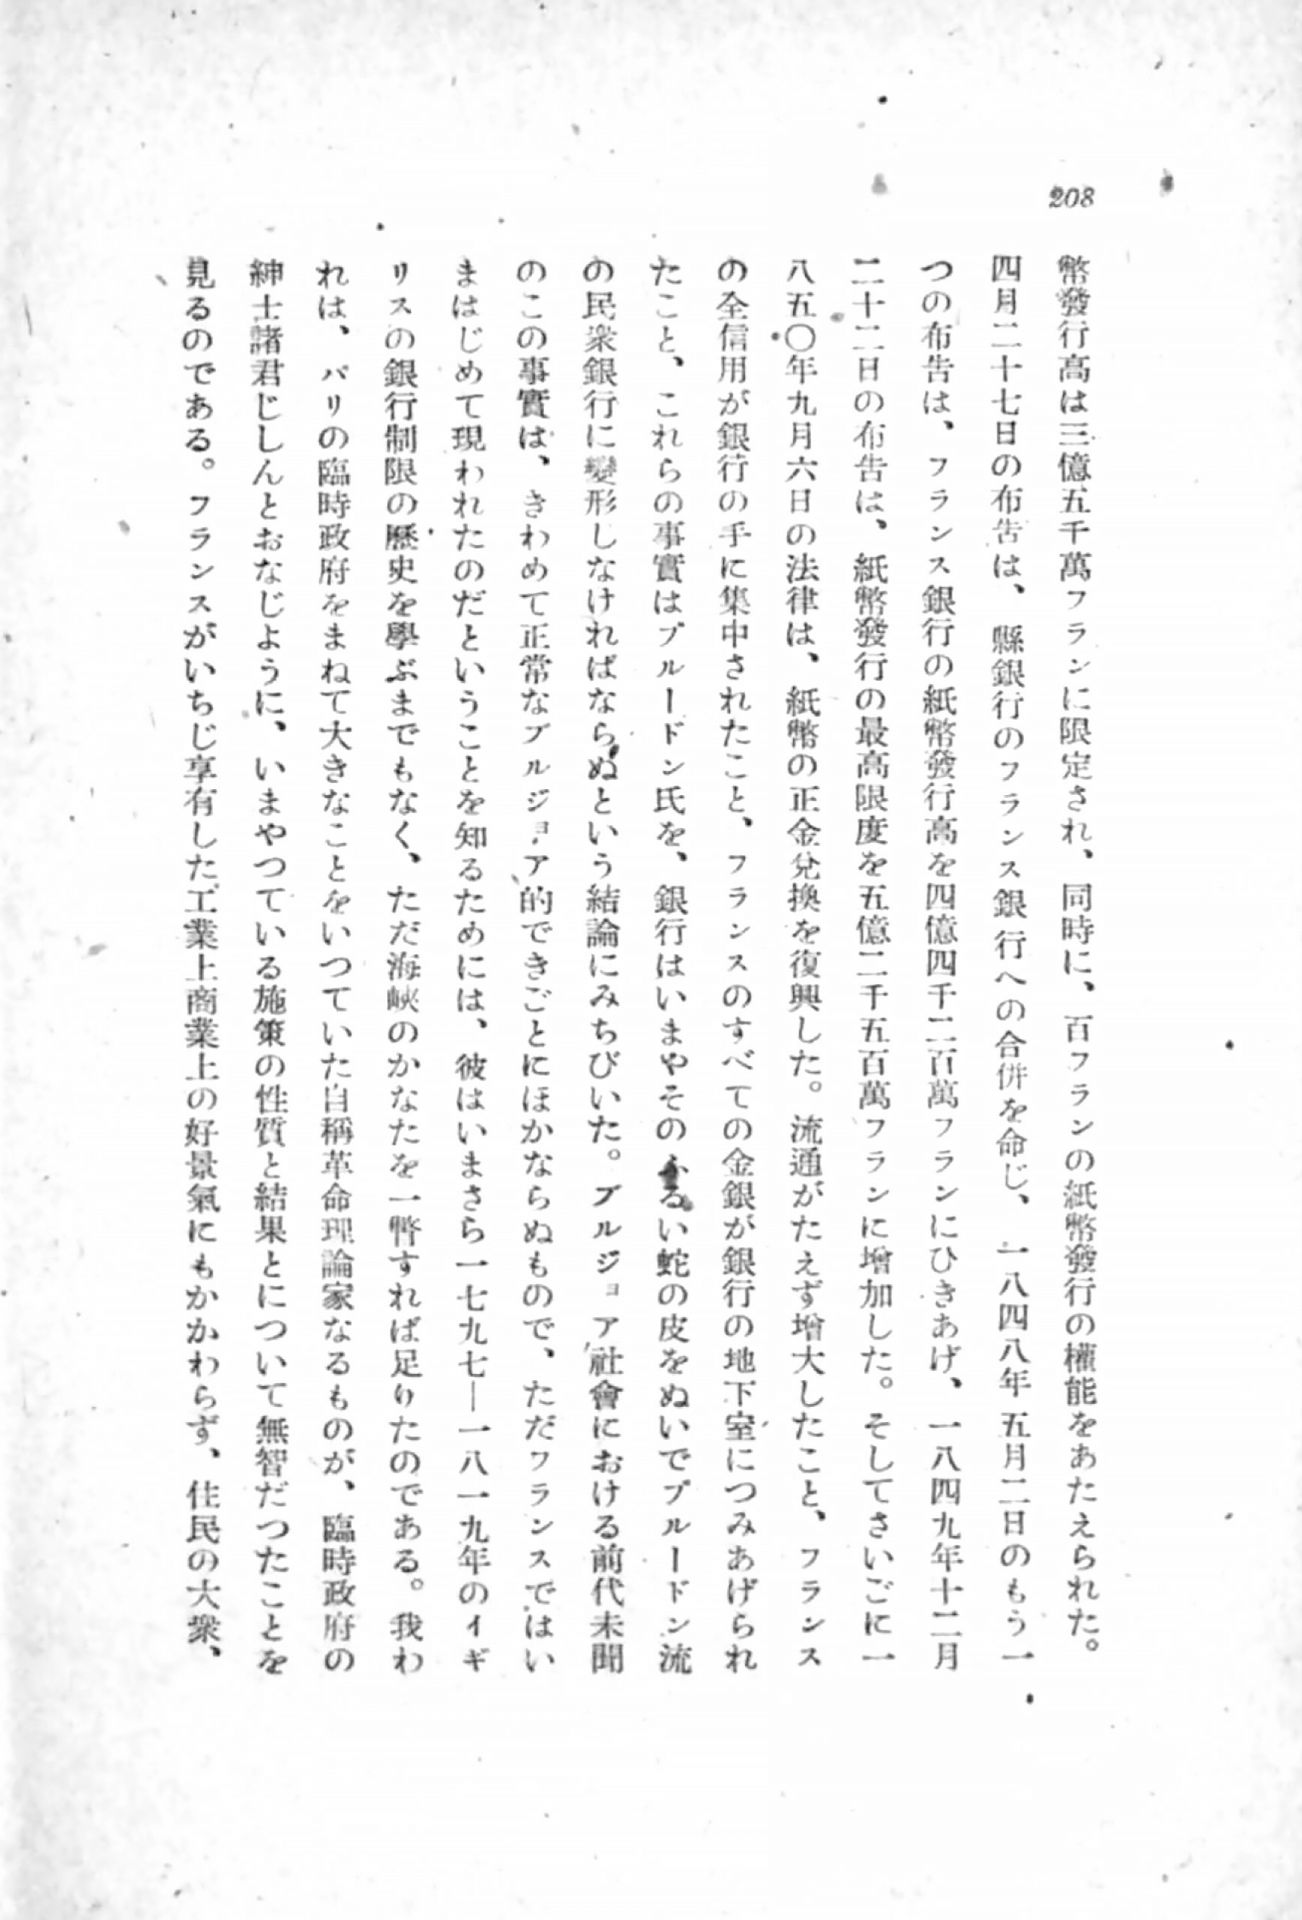 208
幣發行高は三億五千萬フランに限定され、同時に、百フランの紙幣發行の權能をあたえられた。
四月二十七日の布告は、縣銀行のフランス銀行への合併を命じ、一八四八年五月二日のもう一
つの布告は、フランス銀行の紙幣發行高を四億四千二百萬フランにひきあげ、一八四九年十二月
二十二日の布告は、紙幣發行の最高限度を五億二千五百萬フランに增加した。そしてさいごに一
八五〇年九月六日の法律は、紙幣の正金兌換を復興した。流通がたえず增大したこと、フランス
の全信用が銀行の手に集中されたこと、フランスのすべての金銀が銀行の地下室につみあげられ
たこと、これらの事實はプルードン氏を、銀行はいまやそのふるい蛇の皮をぬいでプルードン流
の民衆銀行に變形しなければならぬという結論にみちびいた。ブルジョア社會における前代未聞
のこの事實は、きわめて正常なブルジョア的できごとにほかならぬもので、ただフランスではい
まはじめて現われたのだということを知るためには、彼はいまさら一七九七—一八一九年のイギ
リスの銀行制限の歷史を學ぶまでもなく、ただ海峽のかなたを一瞥すれば足りたのである。我わ
れは、パリの臨時政府をまねて大きなことをいつていた自稱革命理論家なるものが、臨時政府の
紳士諸君じしんとおなじように、いまやつている施策の性質と結果とについて無智だつたことを
見るのである。フランスがいちじ享有した工業上商業上の好景氣にもかかわらず、住民の大衆、